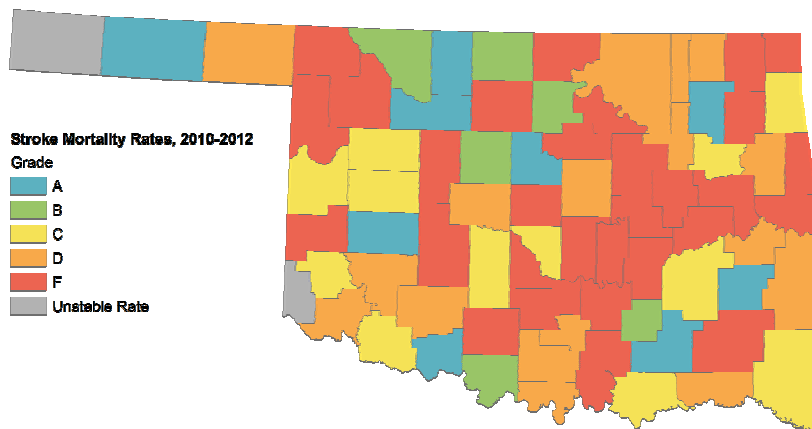 Stroke Mortality Rates, 2010-2012
Grade
A
B
C
D
F
Unstable Rate